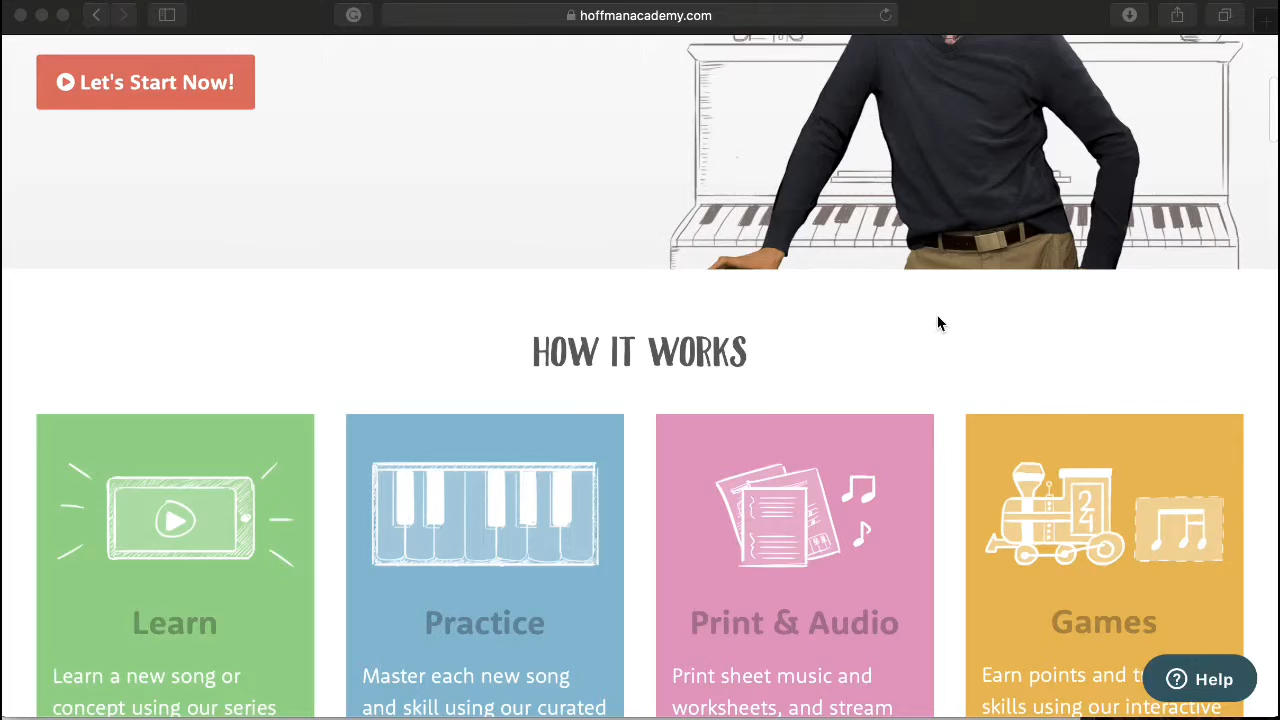 hoffmanacademy.com
Let's Start Now!
HOW IT WORKS
Learn
Learn a new song or
concept using our series
Practice
Master each new song
and skill using our curated
Print & Audio
Print sheet music and
worksheets, and stream
Games
24
Earn points and
skills using our interactive
Help